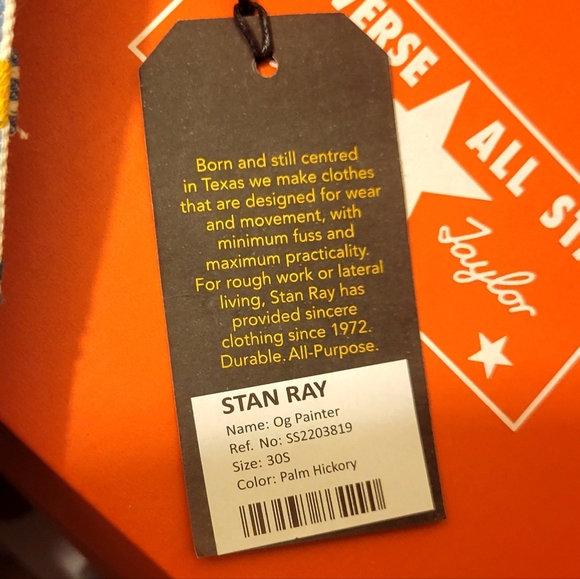 Born and still centred
in Texas we make clothes
that are designed for wear
and movement, with
minimum fuss and
maximum practicality.
For rough work or lateral
living, Stan Ray has
provided sincere
clothing since 1972.
Durable. All-Purpose.
STAN RAY
Name: Og Painter
Ref. No: SS2203819
Size: 30S
Color: Palm Hickory
VERSE
ALL
Taylor